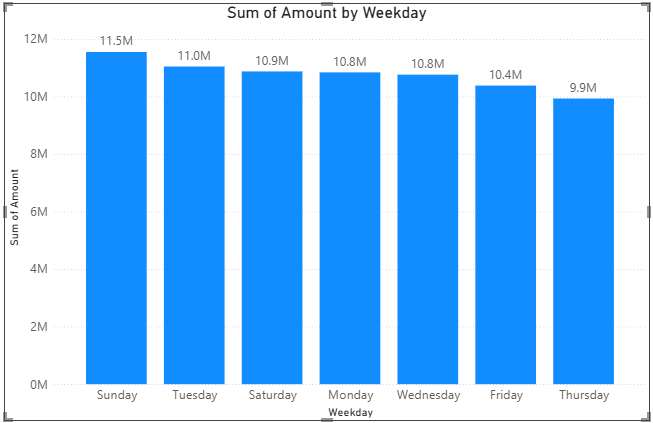 Sum of Amount by Weekday
Sum of Amount
12M
10M
8M
6M
4M
2M
0M
11.5M
11.0M
10.9M
10.8M
10.8M
10.4M
9.9M
Sunday Tuesday Saturday Monday Wednesday Friday Thursday
Weekday